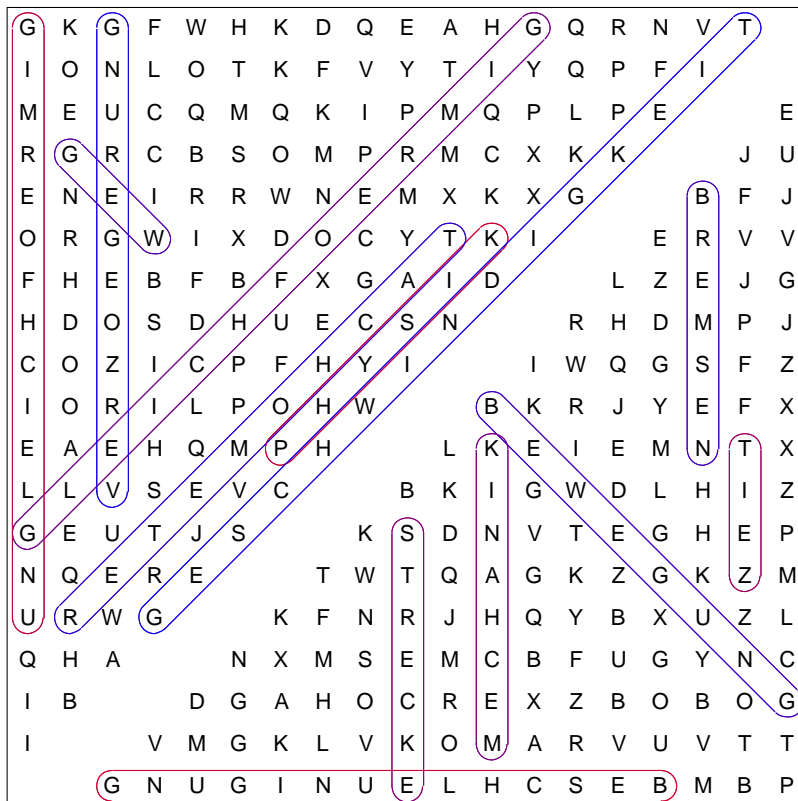 G K G F W H K D Q E A H G Q R N V T
I O N L O T K F V Y T I Y Q P F I
M E U C Q M Q K I P M Q P L P E E
R G R C B S O M P R M C X K K J U
E N E I R R W N E M X K X G B F J
O R G W I X D O C Y T K I E R V V
F H E B F B F X G A I D L Z E J G
H D O S D H U E C S N R H D M P J
C O Z I C P F H Y I I W Q G S F Z
I O R I L P O H W B K R J Y E F X
E A E H Q M P H L K E I E M N T X
L L V S E V C B K I G W D L H I Z
G E U T J S K S D N V T E G H E P
N Q E R E T W T Q A G K Z G K Z M
U R W G K F N R J H Q Y B X U Z L
Q H A N X M S E M C B F U G Y N C
I B D G A H O C R E X Z B O B O G
I V M G K L V K O M A R V U V T T
G N U G I N U E L H C S E B M B P